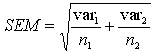 SEM = √(var₁/n₁ + var₂/n₂)